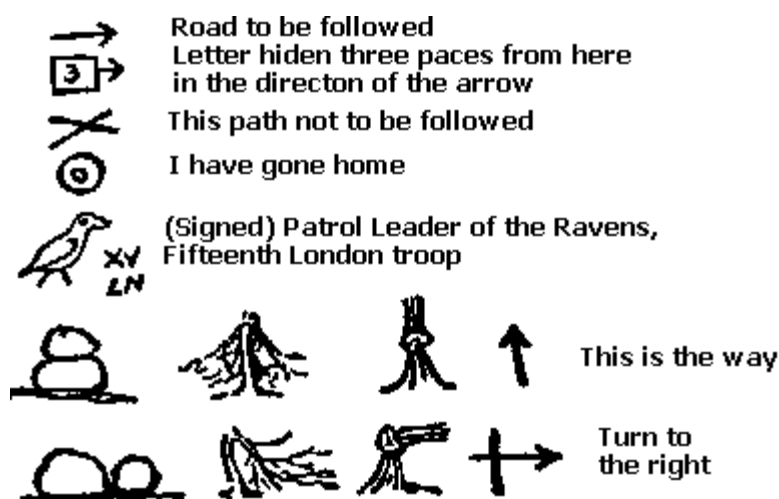 Road to be followed
3
Letter hiden three paces from here
in the directon of the arrow
This path not to be followed
I have gone home
(Signed) Patrol Leader of the Ravens,
XV
Fifteenth London troop
LN
This is the way
Turn to
the right